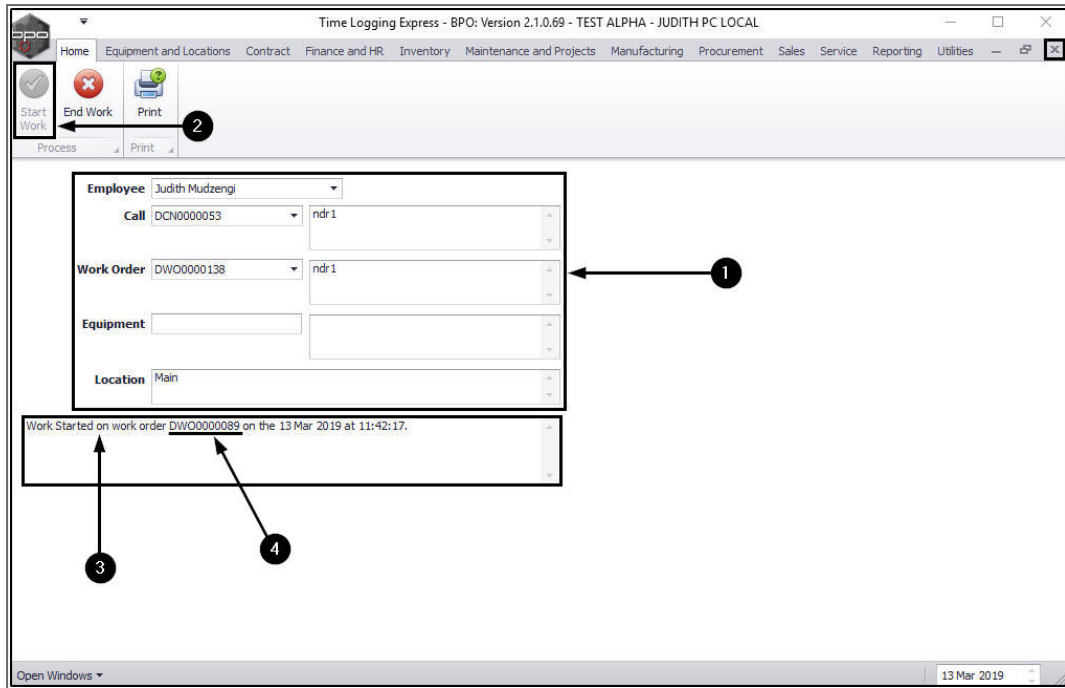 Time Logging Express - BPO: Version 2.1.0.69 - TEST ALPHA - JUDITH PC LOCAL
bpo
Home Equipment and Locations Contract Finance and HR Inventory Maintenance and Projects Manufacturing Procurement Sales Service Reporting Utilities
Start Work
End Work
Print
2
Process
Print
Employee Judith Mudzengi
Call DCN0000053 ndr1
Work Order DWO0000138 ndr1
1
Equipment
Location Main
Work Started on work order DWO0000089 on the 13 Mar 2019 at 11:42:17.
4
3
Open Windows 13 Mar 2019